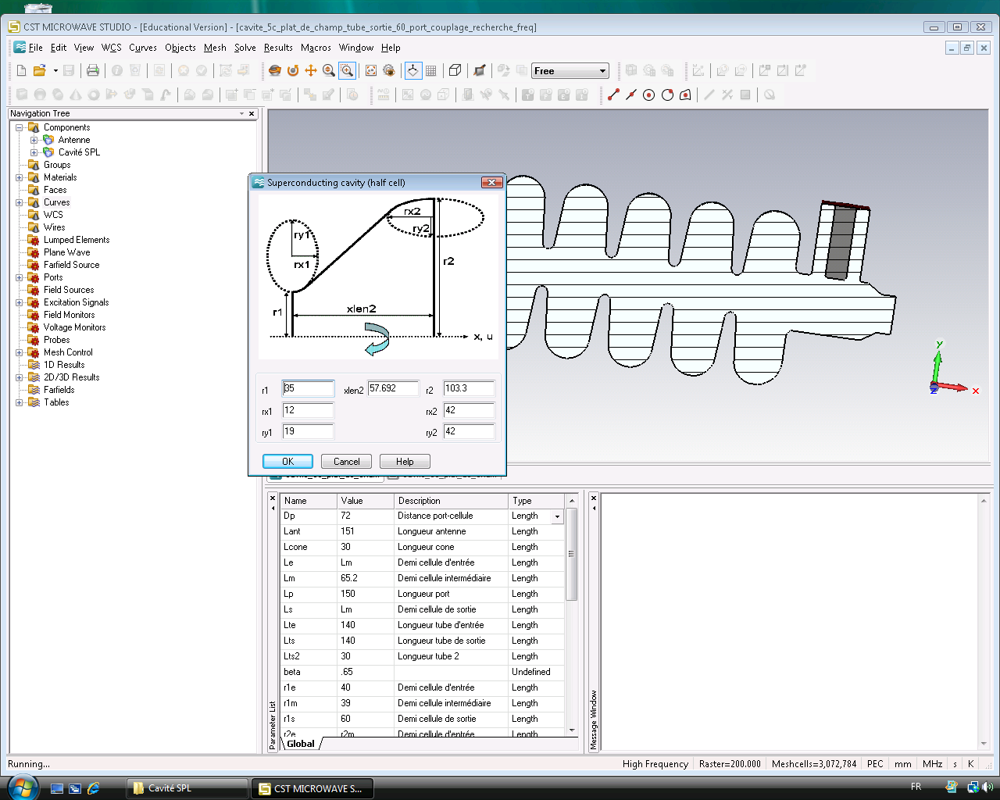 CST MICROWAVE STUDIO - [Educational Version] - [cavite_5c_plat_de_champ_tube_sortie_60_port_couplage_recherche_freq]
File Edit View WCS Curves Objects Mesh Solve Results Macros Window Help
Free
Navigation Tree
Components
Antenne
Cavité SPL
Groups
Materials
Faces
Curves
WCS
Wires
Lumped Elements
Plane Wave
Farfield Source
Ports
Field Sources
Excitation Signals
Field Monitors
Voltage Monitors
Probes
Mesh Control
1D Results
2D/3D Results
Farfields
Tables
Superconducting cavity (half cell)
rx2
ry1
ry2
rx1
r2
r1
xlen2
x, u
r1 35 xlen2 57.692 r2 103.3
rx1 12 rx2 42
ry1 19 ry2 42
OK Cancel Help
y
x
z
Name Value Description Type
Dp 72 Distance port-cellule Length
Lant 151 Longueur antenne Length
Lcone 30 Longueur cone Length
Le Lm Demi cellule d'entrée Length
Lm 65.2 Demi cellule intermédiaire Length
Lp 150 Longueur port Length
Ls Lm Demi cellule de sortie Length
Lte 140 Longueur tube d'entrée Length
Lts 140 Longueur tube de sortie Length
Lts2 30 Longueur tube 2 Length
beta .65 Undefined
r1e 40 Demi cellule d'entrée Length
r1m 39 Demi cellule intermédiaire Length
r1s 60 Demi cellule de sortie Length
r2e r2m Demi cellule d'entrée Length
Global
Parameter List
Message Window
Running...
High Frequency Raster=200.000 Meshcells=3,072,784 PEC mm MHz s K
Cavité SPL
CST MICROWAVE S...
FR